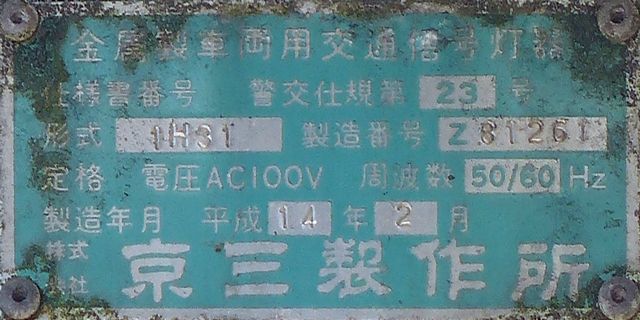 金属製車両用交通信号灯器
仕様書番号 警交仕規第 23 号
形式 1H31 製造番号 Z81261
定格 電圧AC100V 周波数 50/60 Hz
製造年月 平成 14 年 2 月
株式会社 京三製作所